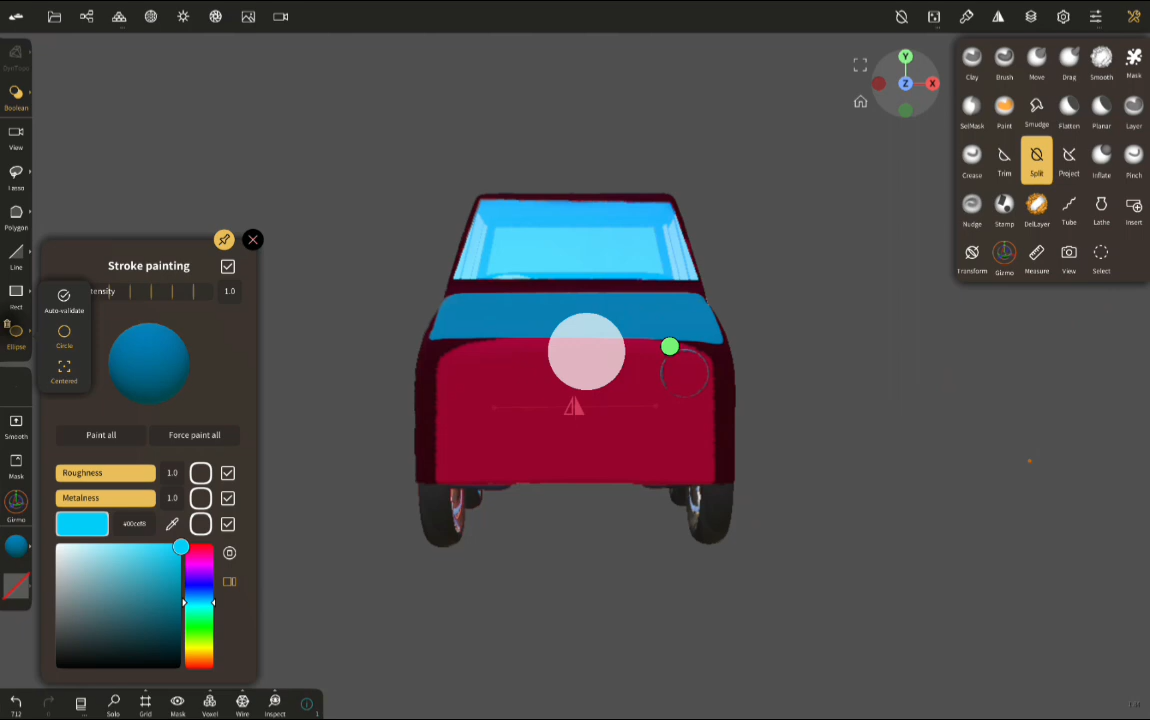 Y
Z
X
DynTopo
Boolean
View
Lasso
Polygon
Line
Rect
Ellipse
Smooth
Mask
Gizmo
Auto-validate
Circle
Centered
Stroke painting
tensity
1.0
Paint all
Force paint all
Roughness
1.0
Metalness
1.0
#00cef8
Clay
Brush
Move
Drag
Smooth
Mask
SelMask
Paint
Smudge
Flatten
Planar
Layer
Crease
Trim
Split
Project
Inflate
Pinch
Nudge
Stamp
DelLayer
Tube
Lathe
Insert
Transform
Gizmo
Measure
View
Select
712
0
...
Solo
Grid
Mask
Voxel
Wire
Inspect
1